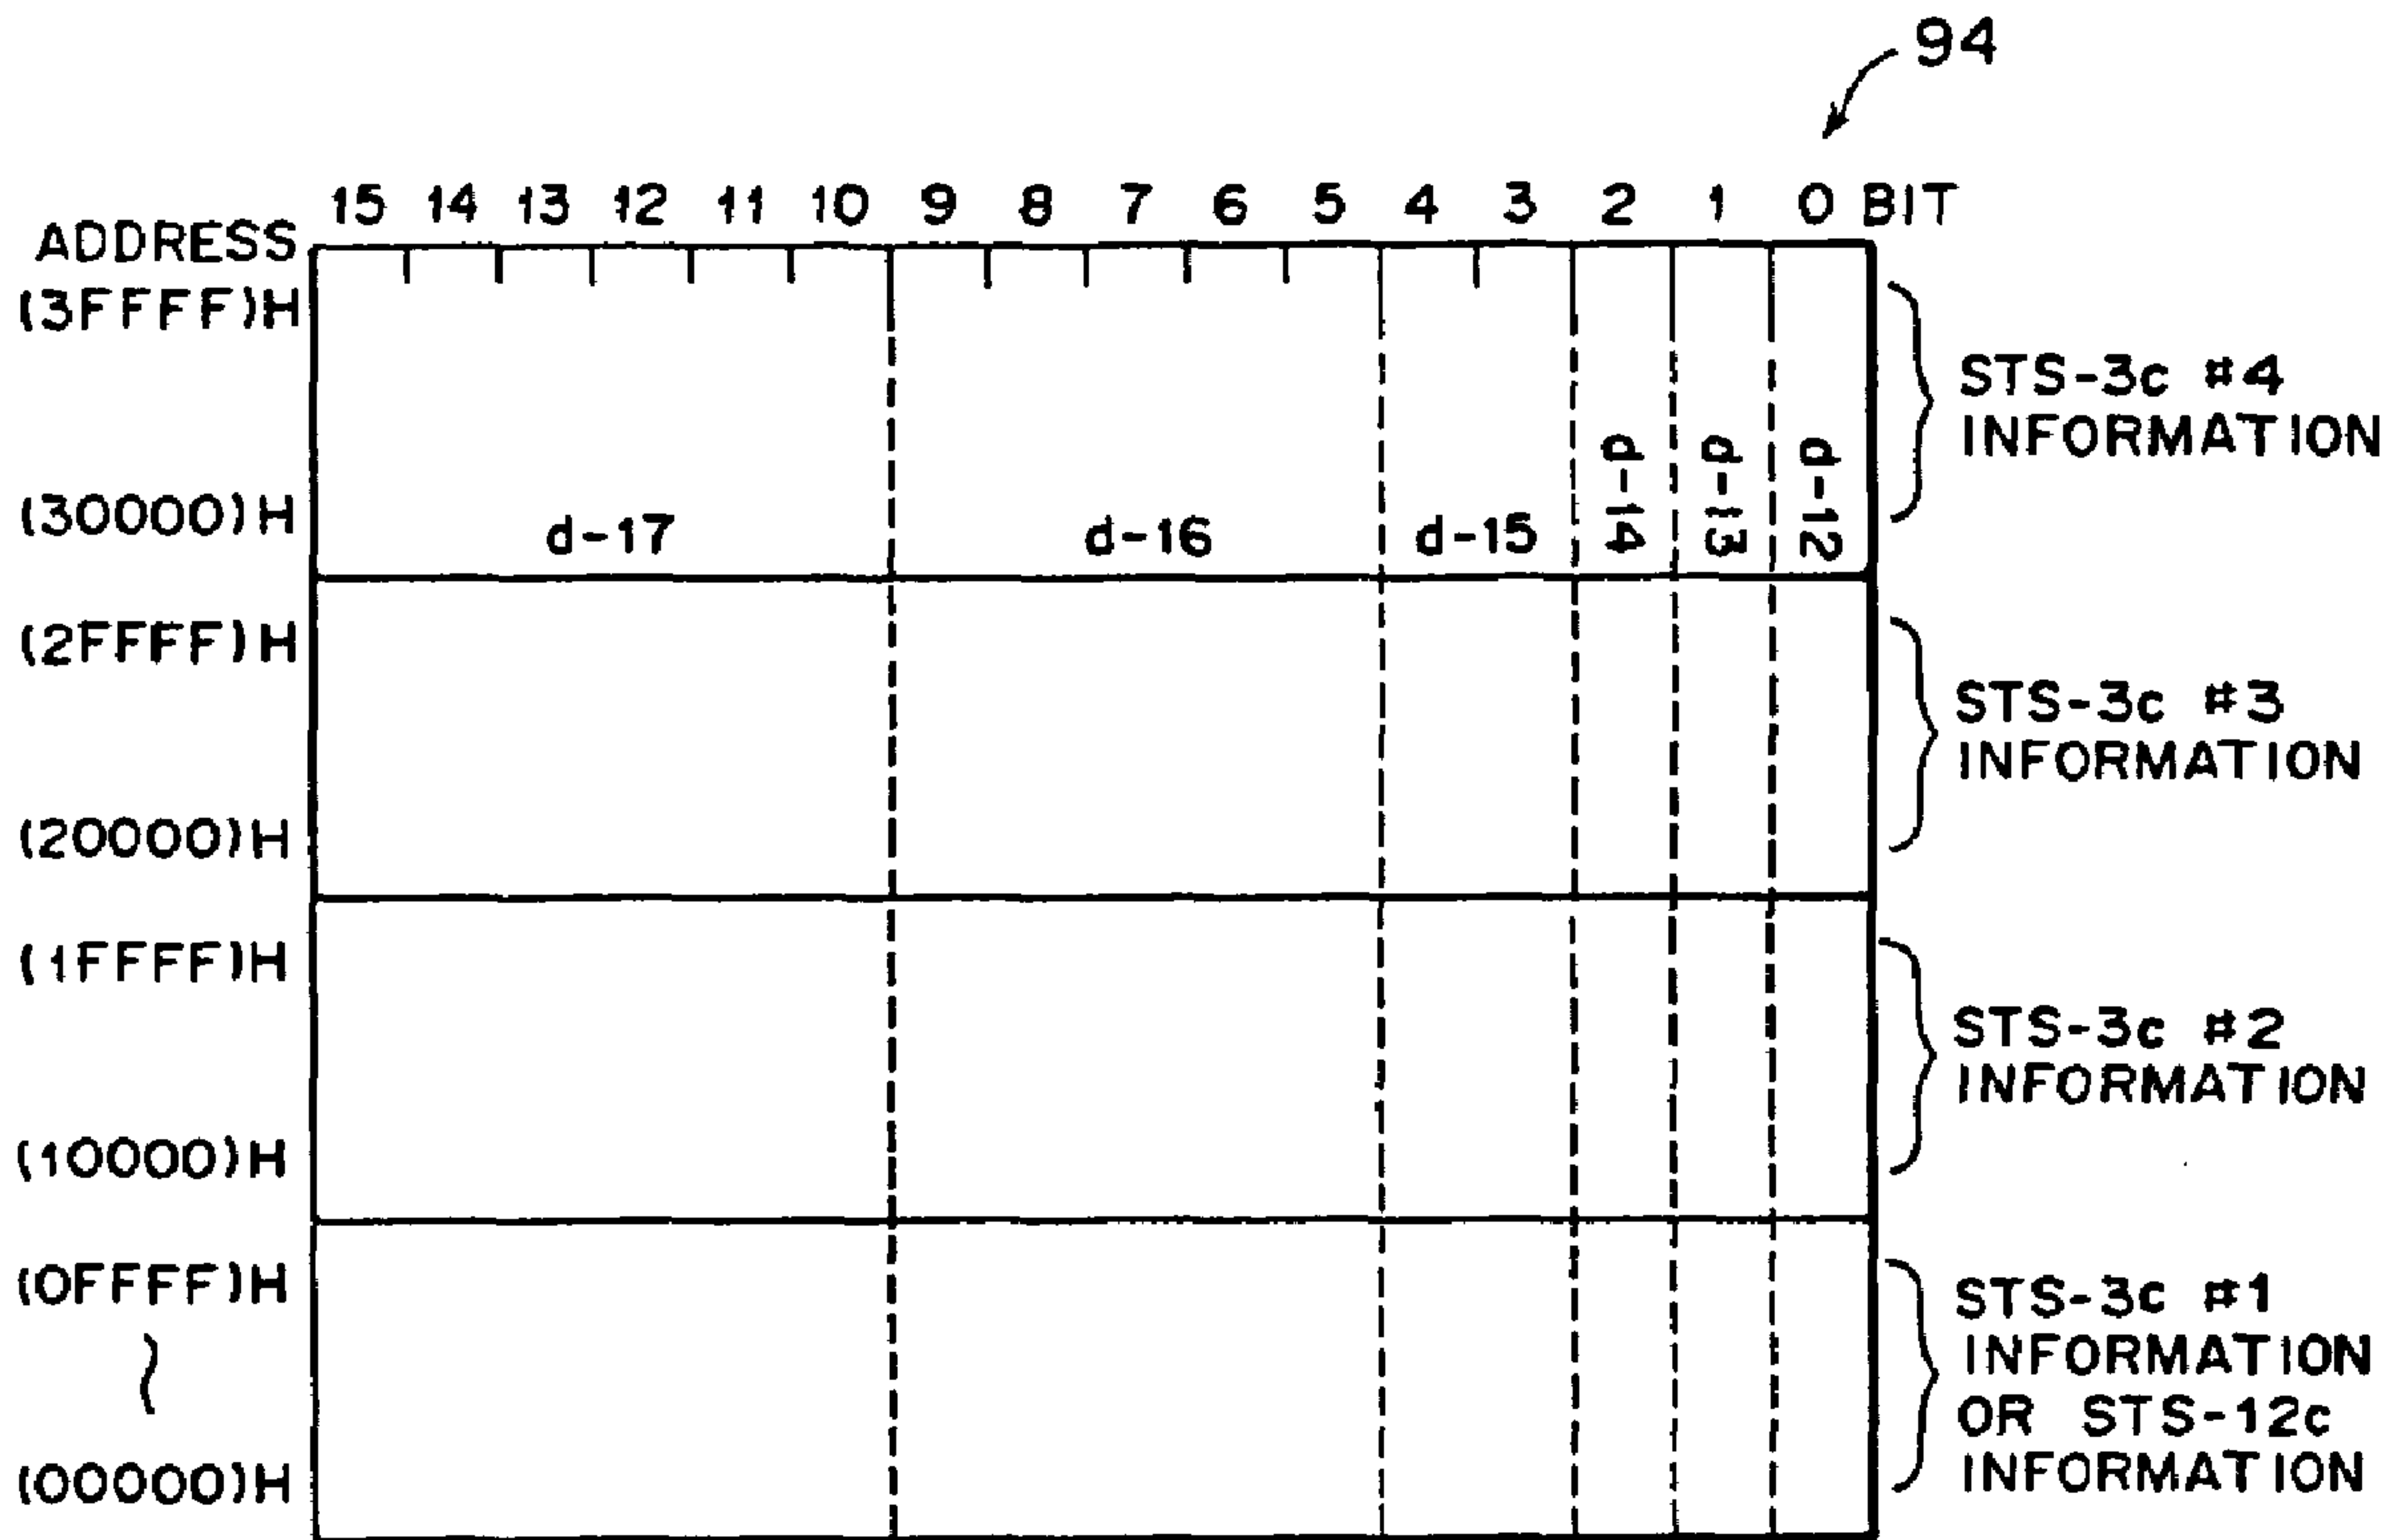 94
15 14 13 12 11 10 9 8 7 6 5 4 3 2 1 0 BIT
ADDRESS
(3FFFF)H
STS-3c #4
INFORMATION
(30000)H
d-17 d-16 d-15 d-14 d-13 d-12
(2FFFF)H
STS-3c #3
INFORMATION
(20000)H
(1FFFF)H
STS-3c #2
INFORMATION
(10000)H
(0FFFF)H
STS-3c #1
INFORMATION
OR STS-12c
INFORMATION
(00000)H